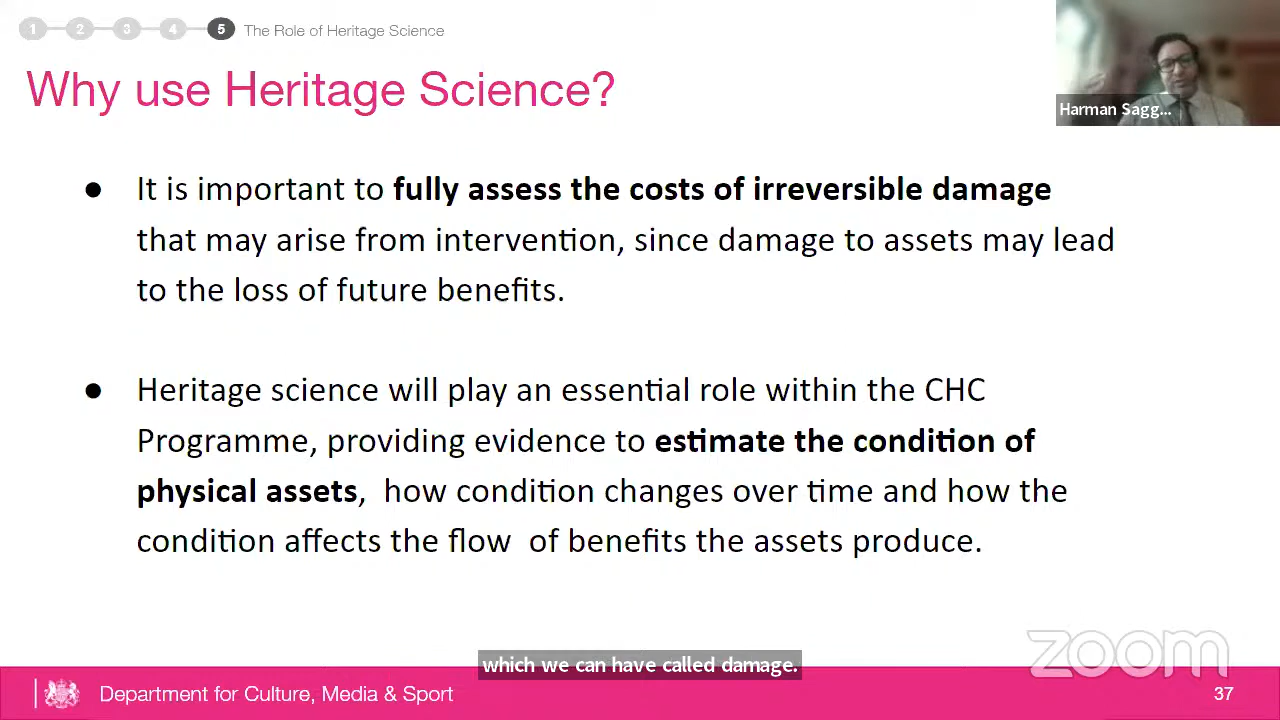 1 2 3 4 5 The Role of Heritage Science
Why use Heritage Science?
Harman Sagg...
● It is important to fully assess the costs of irreversible damage
that may arise from intervention, since damage to assets may lead
to the loss of future benefits.
● Heritage science will play an essential role within the CHC
Programme, providing evidence to estimate the condition of
physical assets, how condition changes over time and how the
condition affects the flow of benefits the assets produce.
zoom
which we can have called damage.
Department for Culture, Media & Sport
37